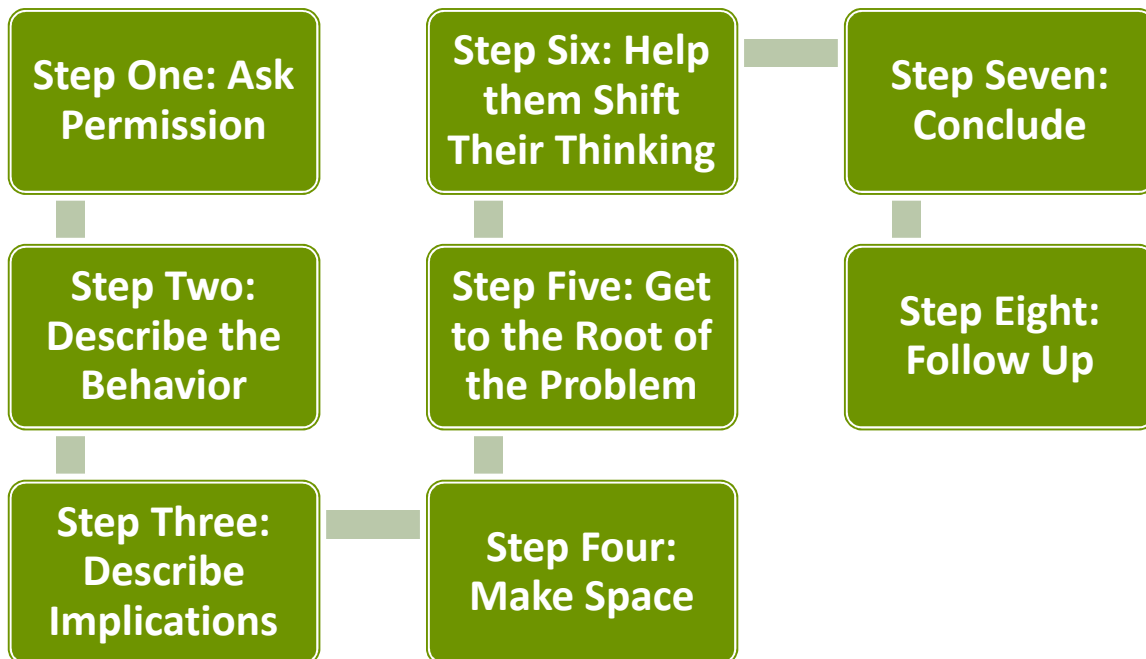 Step One: Ask
Permission
Step Two:
Describe the
Behavior
Step Three:
Describe
Implications
Step Four:
Make Space
Step Five: Get
to the Root of
the Problem
Step Six: Help
them Shift
Their Thinking
Step Seven:
Conclude
Step Eight:
Follow Up